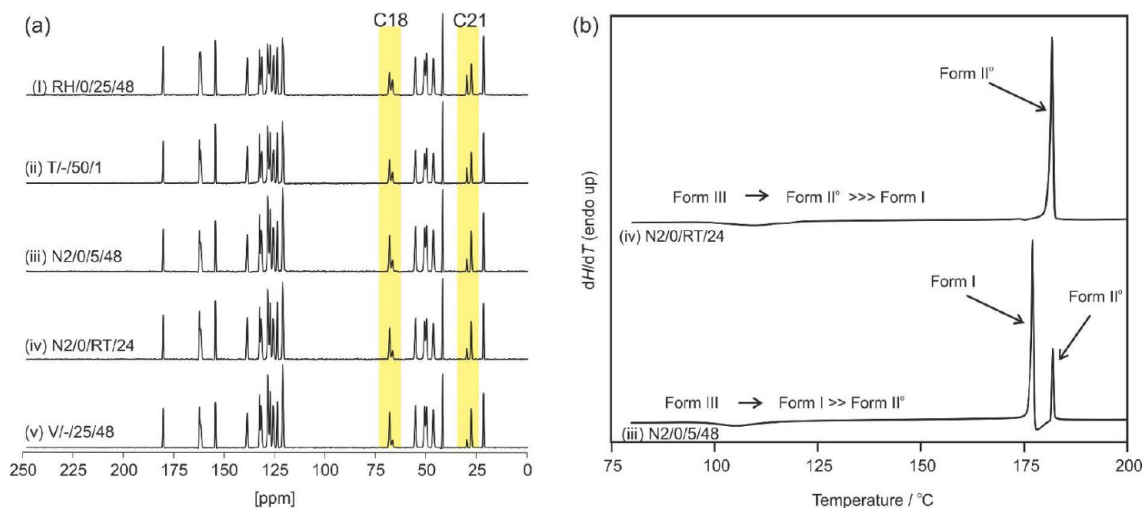 (a)
C18
C21
(I) RH/0/25/48
(ii) T/-/50/1
(iii) N2/0/5/48
(iv) N2/0/RT/24
(v) V/-/25/48
250 225 200 175 150 125 100 75 50 25 0
[ppm]
(b)
dH/dT (endo up)
Form II°
Form III → Form II° >>> Form I
(iv) N2/0/RT/24
Form I
Form II°
Form III → Form I >> Form II°
(iii) N2/0/5/48
75 100 125 150 175 200
Temperature / °C